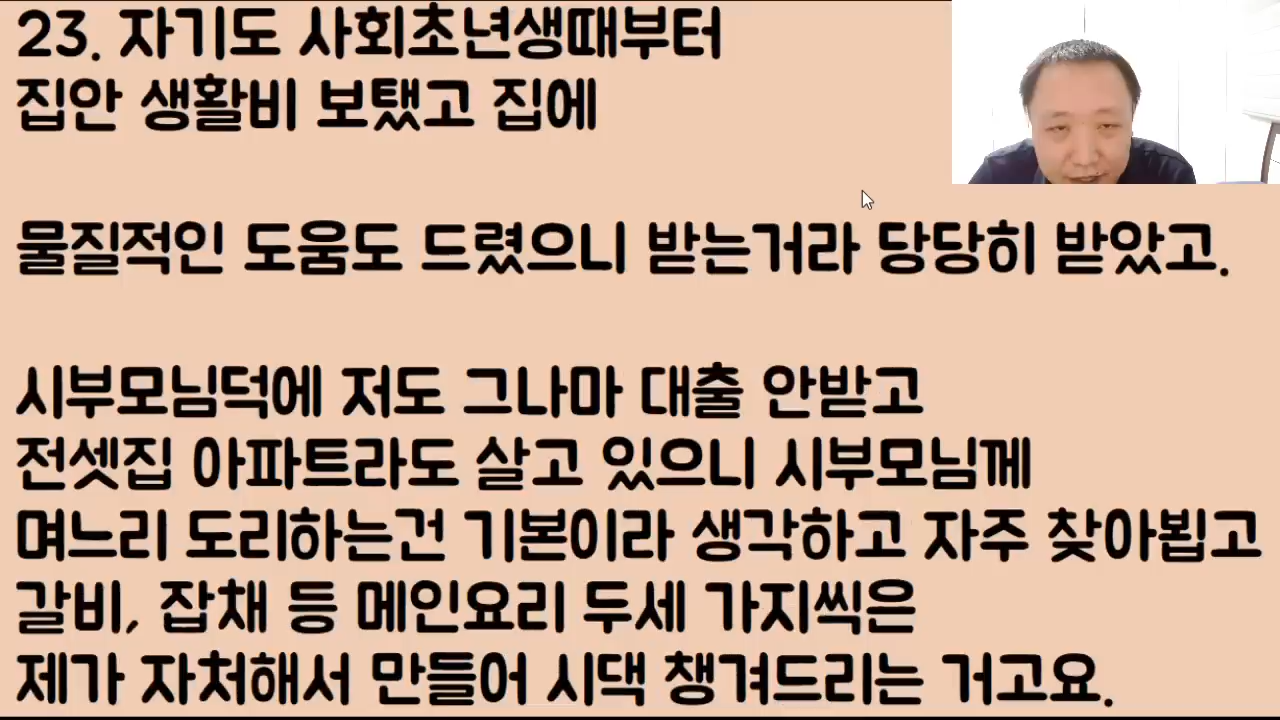 23. 자기도 사회초년생때부터
집안 생활비 보탰고 집에
물질적인 도움도 드렸으니 받는거라 당당히 받았고.
시부모님덕에 저도 그나마 대출 안받고
전셋집 아파트라도 살고 있으니 시부모님께
며느리 도리하는건 기본이라 생각하고 자주 찾아뵙고
갈비, 잡채 등 메인요리 두세 가지씩은
제가 자처해서 만들어 시댁 챙겨드리는 거고요.